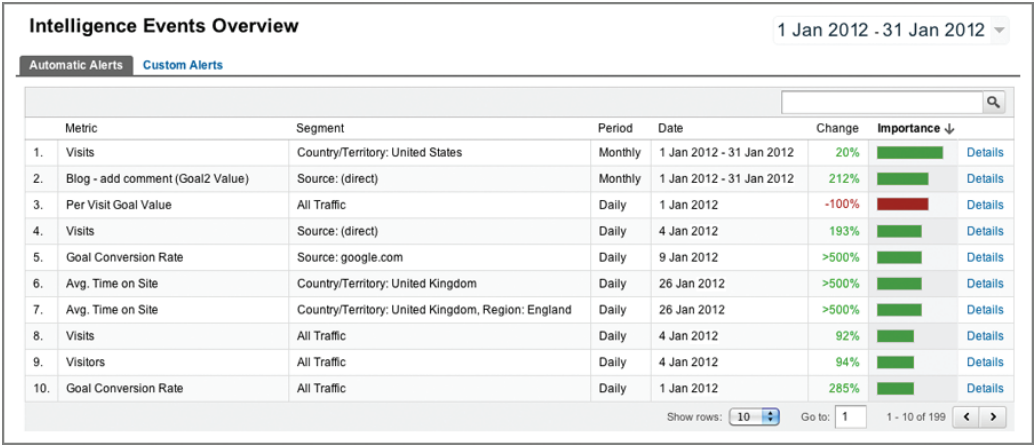 Intelligence Events Overview
1 Jan 2012 - 31 Jan 2012
Automatic Alerts Custom Alerts
Metric Segment Period Date Change Importance ↓
1. Visits Country/Territory: United States Monthly 1 Jan 2012 - 31 Jan 2012 20% Details
2. Blog - add comment (Goal2 Value) Source: (direct) Monthly 1 Jan 2012 - 31 Jan 2012 212% Details
3. Per Visit Goal Value All Traffic Daily 1 Jan 2012 -100% Details
4. Visits Source: (direct) Daily 4 Jan 2012 193% Details
5. Goal Conversion Rate Source: google.com Daily 9 Jan 2012 >500% Details
6. Avg. Time on Site Country/Territory: United Kingdom Daily 26 Jan 2012 >500% Details
7. Avg. Time on Site Country/Territory: United Kingdom, Region: England Daily 26 Jan 2012 >500% Details
8. Visits All Traffic Daily 4 Jan 2012 92% Details
9. Visitors All Traffic Daily 4 Jan 2012 94% Details
10. Goal Conversion Rate All Traffic Daily 1 Jan 2012 285% Details
Show rows: 10 Go to: 1 1 - 10 of 199